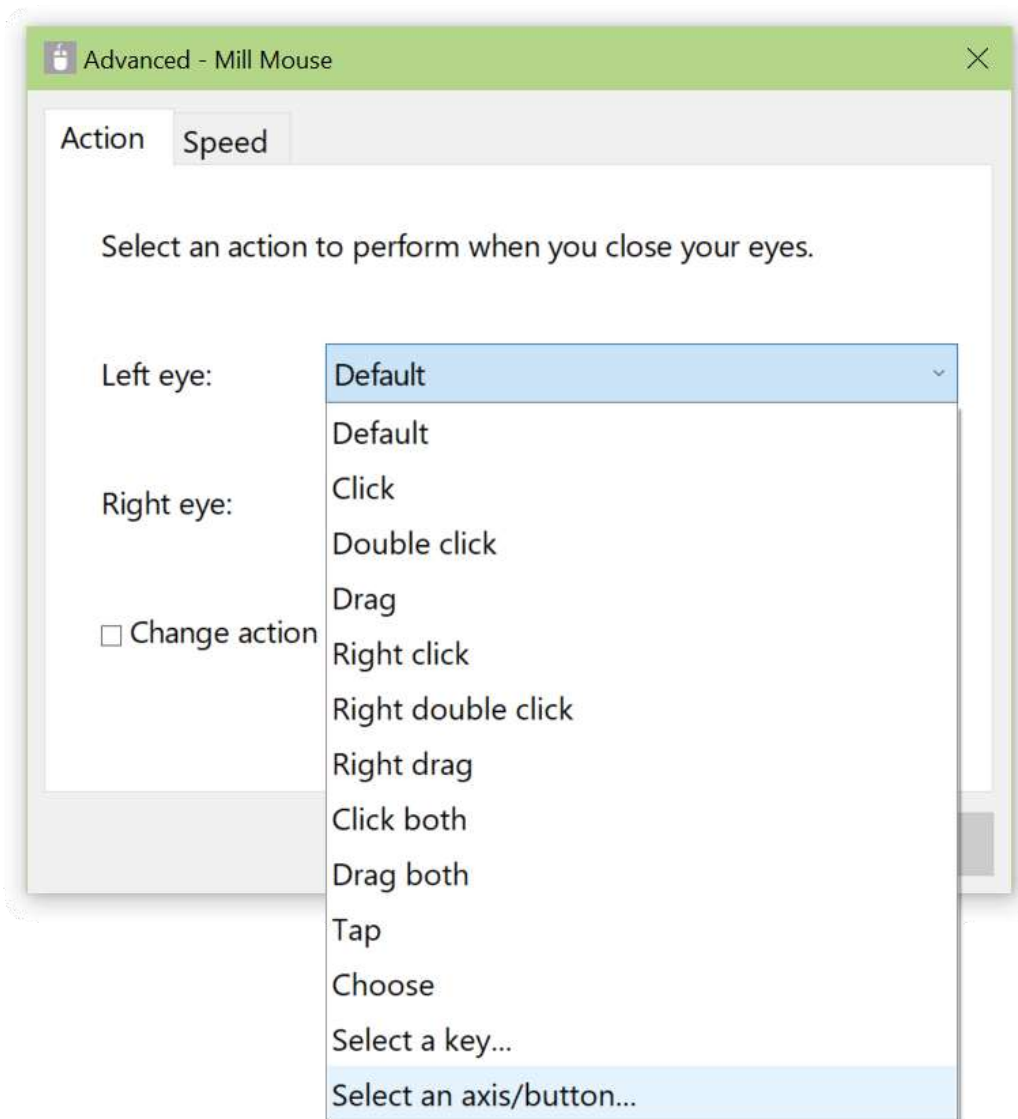 Advanced - Mill Mouse
Action
Speed
Select an action to perform when you close your eyes.
Left eye:
Default
Default
Click
Right eye:
Double click
Drag
Change action
Right click
Right double click
Right drag
Click both
Drag both
Tap
Choose
Select a key...
Select an axis/button...